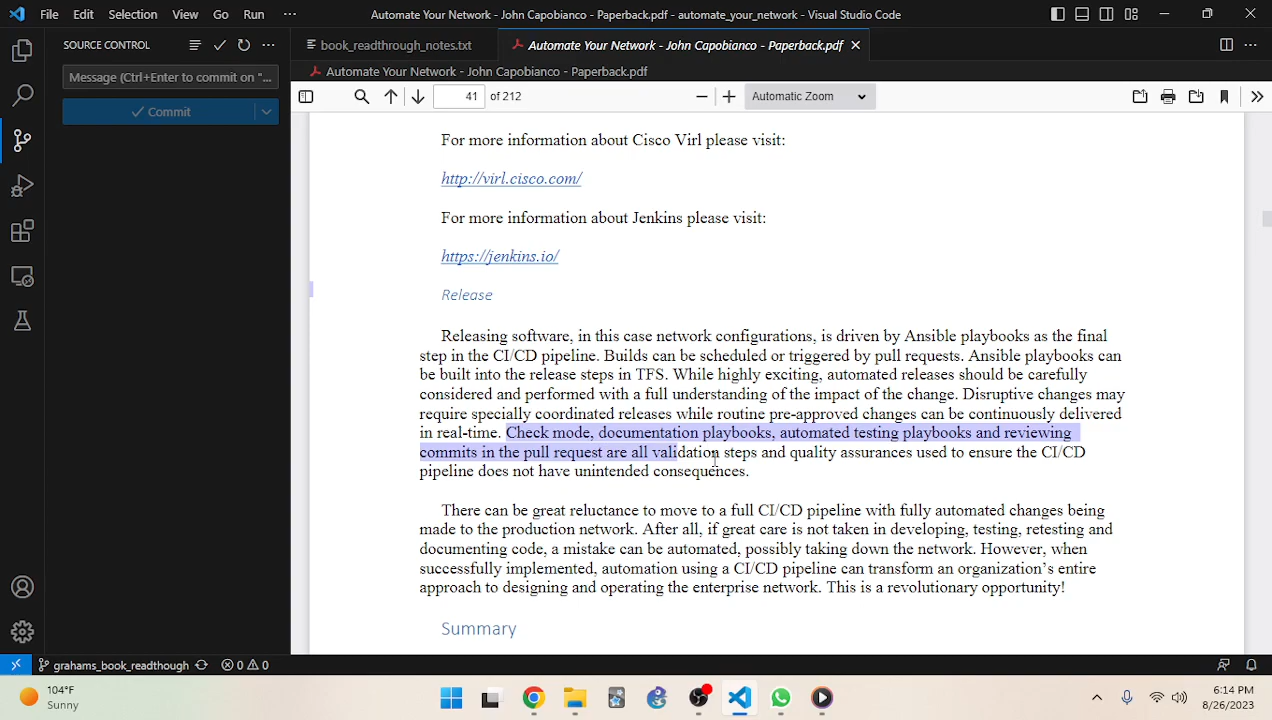 File Edit Selection View Go Run ··· Automate Your Network - John Capobianco - Paperback.pdf - automate_your_network - Visual Studio Code
SOURCE CONTROL
book_readthrough_notes.txt Automate Your Network - John Capobianco - Paperback.pdf
Automate Your Network - John Capobianco - Paperback.pdf
Message (Ctrl+Enter to commit on "...
Commit
41 of 212 Automatic Zoom
For more information about Cisco Virl please visit:
http://virl.cisco.com/
For more information about Jenkins please visit:
https://jenkins.io/
Release
Releasing software, in this case network configurations, is driven by Ansible playbooks as the final
step in the CI/CD pipeline. Builds can be scheduled or triggered by pull requests. Ansible playbooks can
be built into the release steps in TFS. While highly exciting, automated releases should be carefully
considered and performed with a full understanding of the impact of the change. Disruptive changes may
require specially coordinated releases while routine pre-approved changes can be continuously delivered
in real-time. Check mode, documentation playbooks, automated testing playbooks and reviewing
commits in the pull request are all validation steps and quality assurances used to ensure the CI/CD
pipeline does not have unintended consequences.
There can be great reluctance to move to a full CI/CD pipeline with fully automated changes being
made to the production network. After all, if great care is not taken in developing, testing, retesting and
documenting code, a mistake can be automated, possibly taking down the network. However, when
successfully implemented, automation using a CI/CD pipeline can transform an organization's entire
approach to designing and operating the enterprise network. This is a revolutionary opportunity!
Summary
grahams_book_readthough 0 0
104°F
Sunny
6:14 PM
8/26/2023